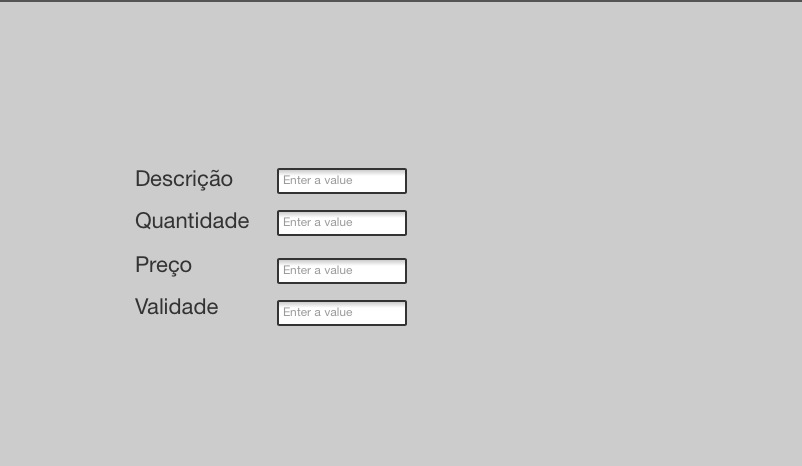 Descrição Enter a value
Quantidade Enter a value
Preço Enter a value
Validade Enter a value